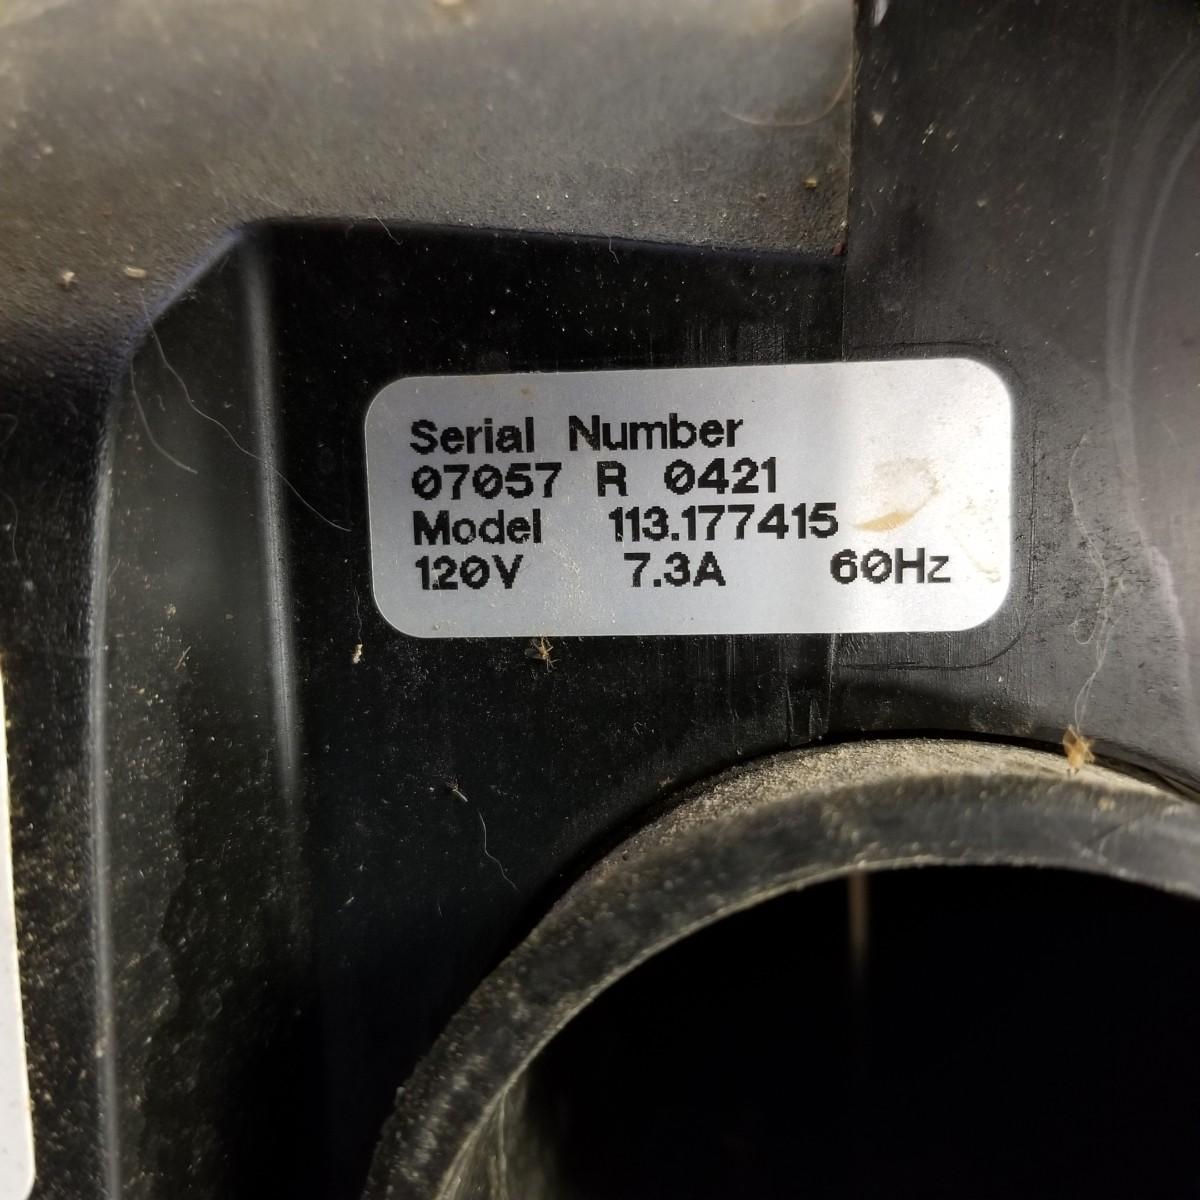 Serial Number
07057 R 0421
Model 113.177415
120V 7.3A 60Hz